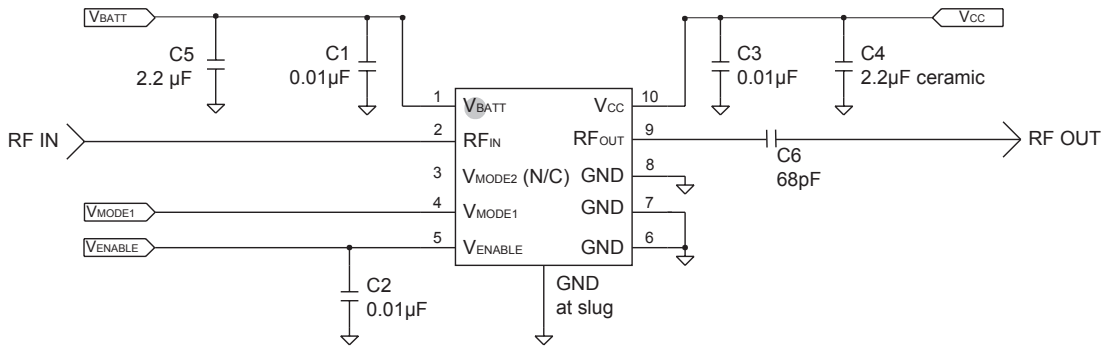 VBATT
VCC
C5
2.2 µF
C1
0.01µF
C3
0.01µF
C4
2.2µF ceramic
1
VBATT
VCC
10
RF IN
2
RFIN
RFOUT
9
RF OUT
C6
68pF
3
VMODE2 (N/C)
GND
8
VMODE1
4
VMODE1
GND
7
VENABLE
5
VENABLE
GND
6
C2
0.01µF
GND
at slug